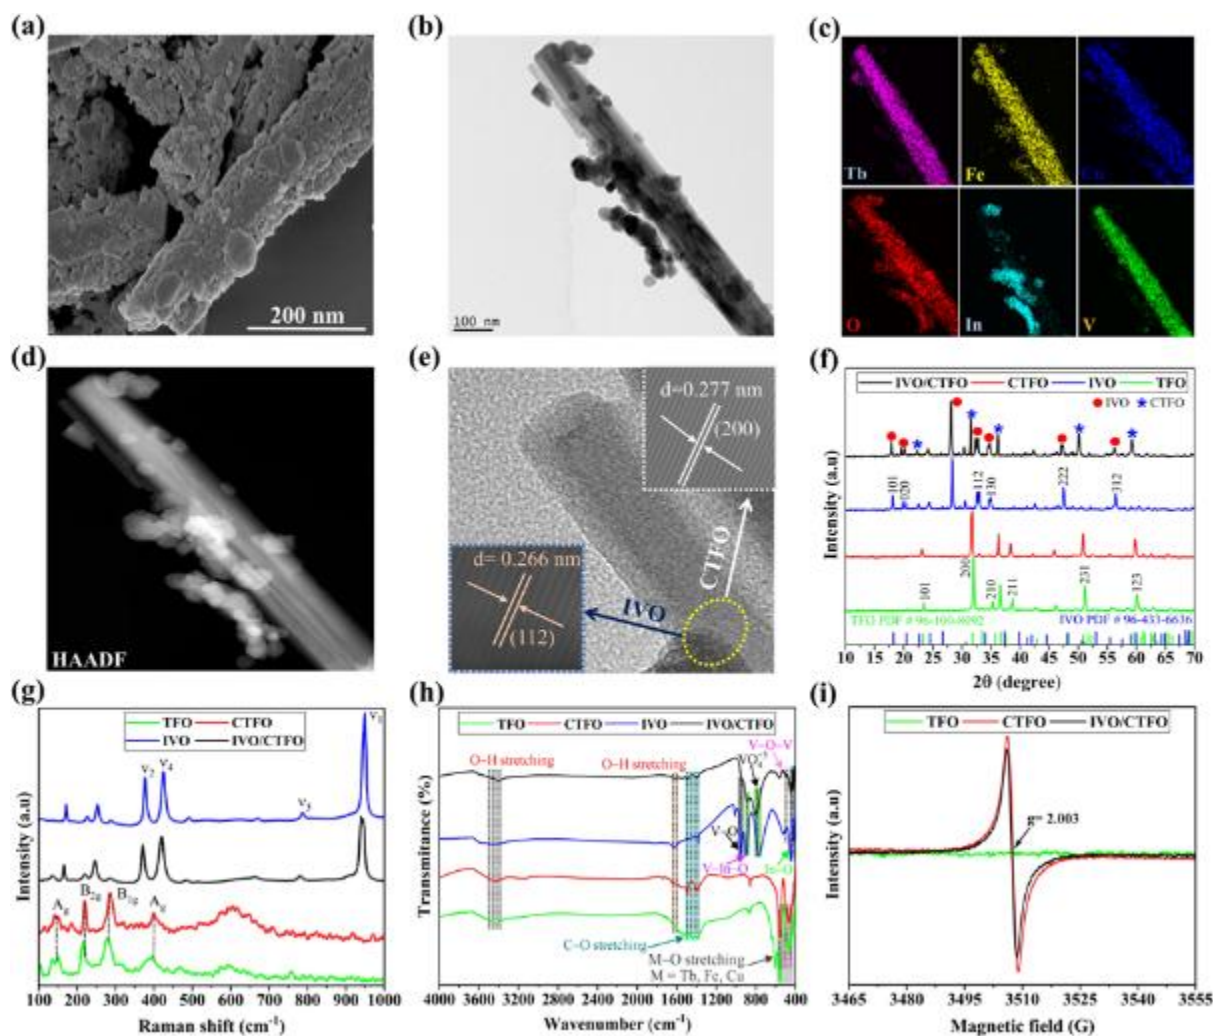 (a)
200 nm
(b)
100 nm
(c)
Tb
Fe
Cu
O
In
V
(d)
HAADF
(e)
d=0.277 nm
(200)
CTFO
d= 0.266 nm
(112)
IVO
(f)
IVO/CTFO CTFO IVO TFO
IVO CTFO
101
020
112
130
222
312
101
200
210
211
231
123
TFO PDF # 96-100-8092
IVO PDF # 96-433-6636
Intensity (a.u)
10 15 20 25 30 35 40 45 50 55 60 65 70
2θ (degree)
(g)
TFO CTFO
IVO IVO/CTFO
ν2
ν4
ν3
ν1
Ag
B2g
B1g
Ag
Intensity (a.u)
100 200 300 400 500 600 700 800 900 1000
Raman shift (cm⁻¹)
(h)
TFO CTFO IVO IVO/CTFO
O–H stretching
O–H stretching
V–O–V
V–O
V–In–O
In–O
C–O stretching
M–O stretching
M = Tb, Fe, Cu
Transmitance (%)
4000 3600 3200 2800 2400 2000 1600 1200 800 400
Wavenumber (cm⁻¹)
(i)
TFO CTFO IVO/CTFO
g= 2.003
Intensity (a.u)
3465 3480 3495 3510 3525 3540 3555
Magnetic field (G)